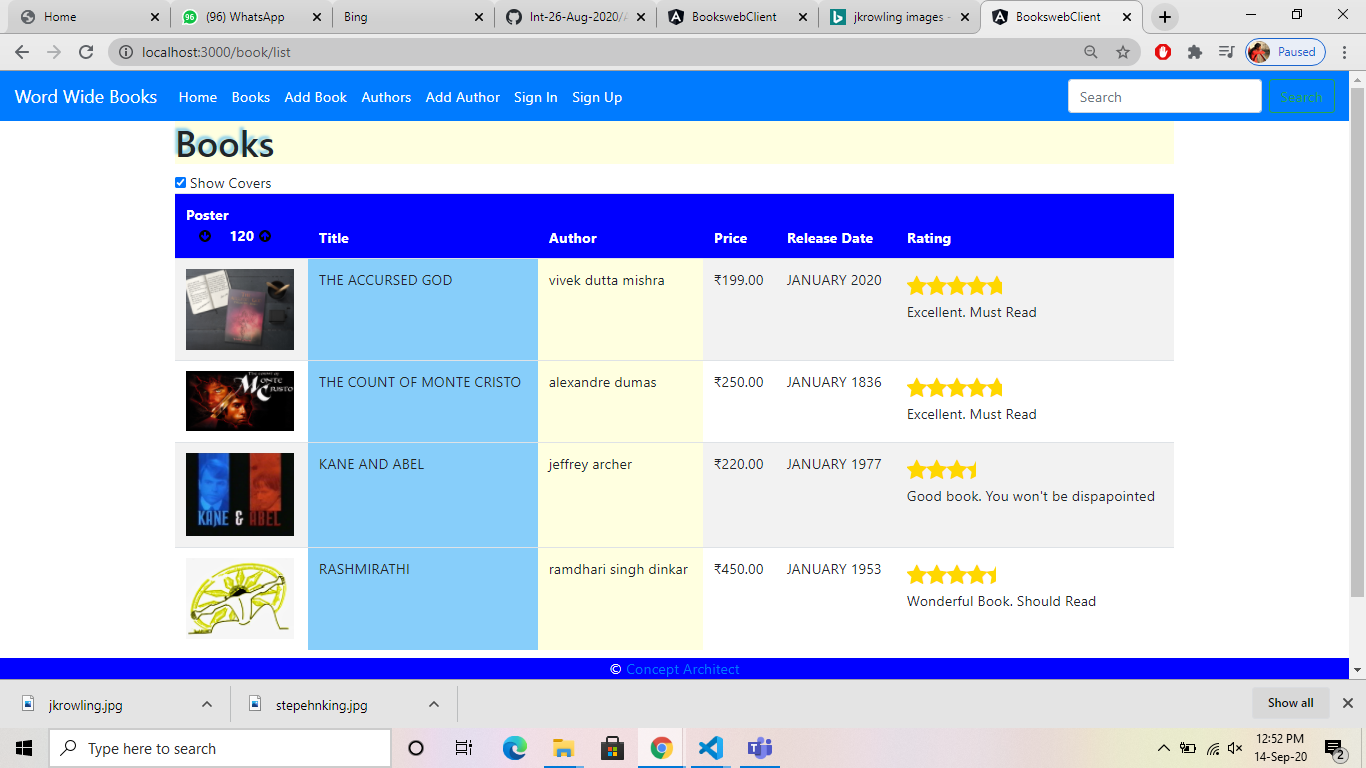 Home
(96) WhatsApp
Bing
Int-26-Aug-2020/
BookswebClient
jkrowling images -
BookswebClient
localhost:3000/book/list
Paused
Word Wide Books Home Books Add Book Authors Add Author Sign In Sign Up Search Search
Books
Show Covers
Poster
120 Title Author Price Release Date Rating
THE ACCURSED GOD vivek dutta mishra ₹199.00 JANUARY 2020
Excellent. Must Read
THE COUNT OF MONTE CRISTO alexandre dumas ₹250.00 JANUARY 1836
Excellent. Must Read
MONTE CRISTO
KANE AND ABEL jeffrey archer ₹220.00 JANUARY 1977
Good book. You won't be dispapointed
KANE & ABEL
RASHMIRATHI ramdhari singh dinkar ₹450.00 JANUARY 1953
Wonderful Book. Should Read
© Concept Architect
jkrowling.jpg
stepehnking.jpg
Show all
Type here to search
12:52 PM
14-Sep-20
2